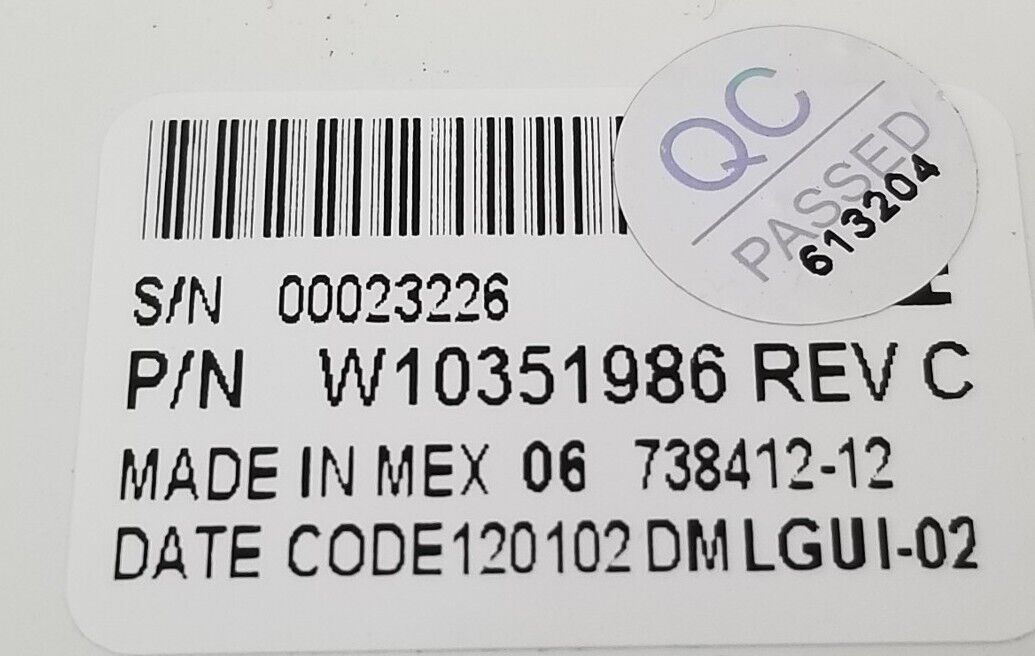 QC
PASSED
613204
S/N 00023226
P/N W10351986 REV C
MADE IN MEX 06 738412-12
DATE CODE120102 DM LGUI-02